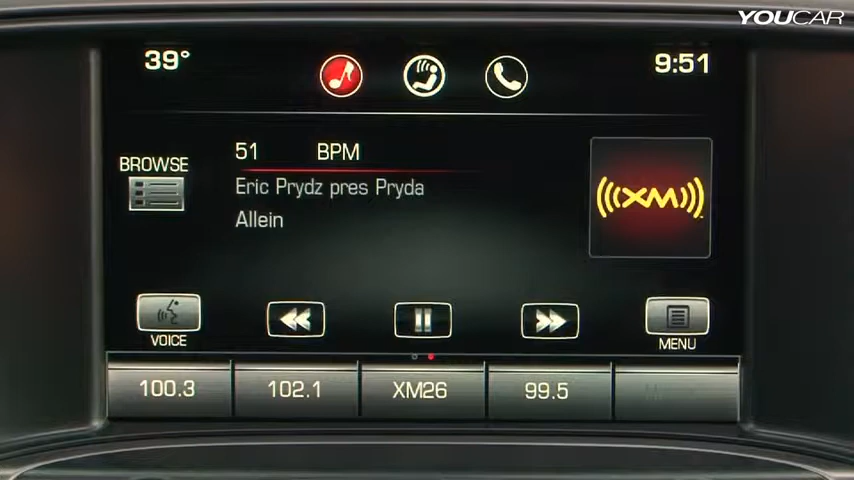 YOUCAR
39°
9:51
51 BPM
BROWSE
Eric Prydz pres Pryda
Allein
XM
VOICE
MENU
100.3 102.1 XM26 99.5